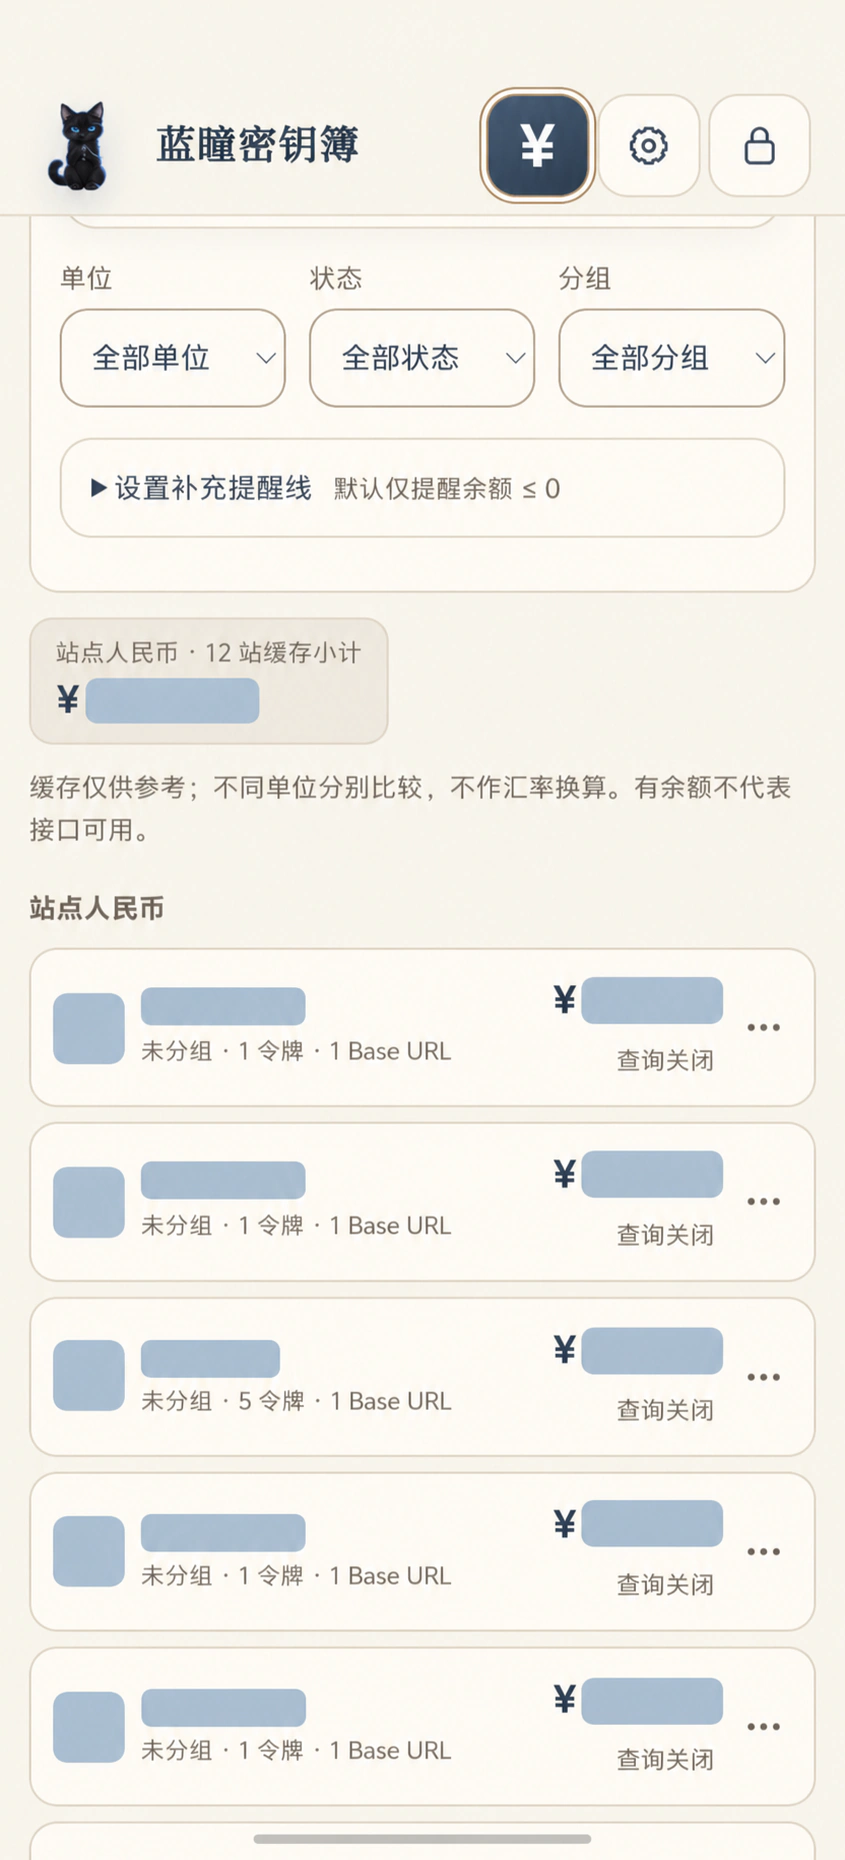 蓝瞳密钥簿
¥
单位
状态
分组
全部单位
全部状态
全部分组
▶设置补充提醒线 默认仅提醒余额 ≤ 0
站点人民币 · 12 站缓存小计
¥
缓存仅供参考；不同单位分别比较，不作汇率换算。有余额不代表
接口可用。
站点人民币
¥
未分组 · 1 令牌 · 1 Base URL
查询关闭
¥
未分组 · 1 令牌 · 1 Base URL
查询关闭
¥
未分组 · 5 令牌 · 1 Base URL
查询关闭
¥
未分组 · 1 令牌 · 1 Base URL
查询关闭
¥
未分组 · 1 令牌 · 1 Base URL
查询关闭